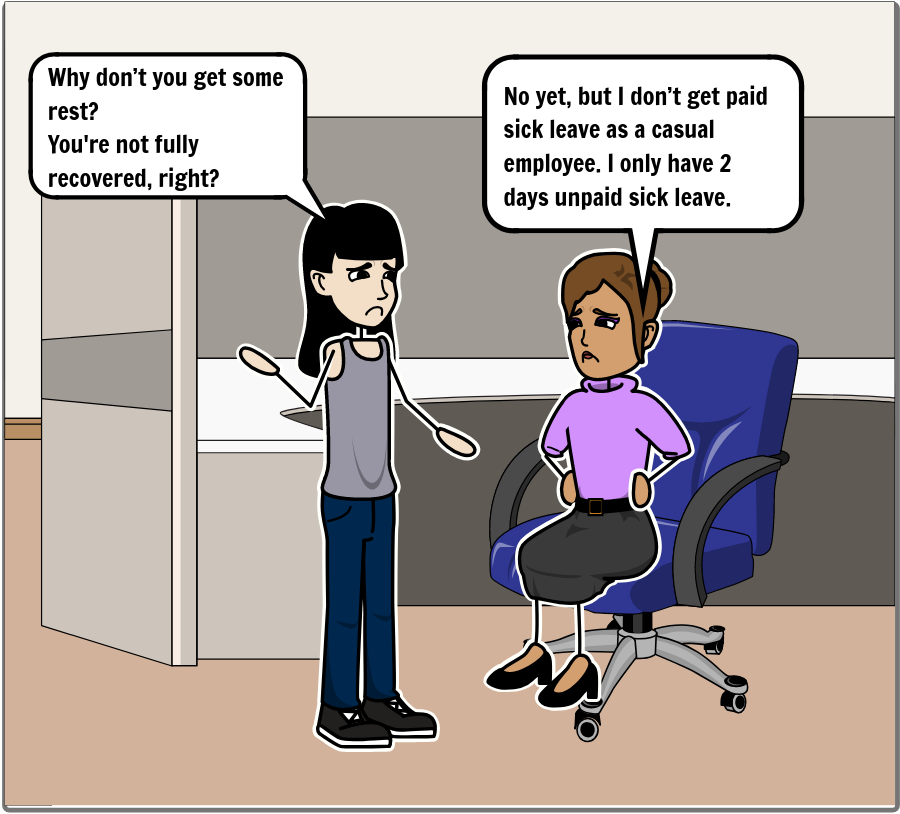 Why don’t you get some
rest?
You're not fully
recovered, right?
No yet, but I don’t get paid
sick leave as a casual
employee. I only have 2
days unpaid sick leave.